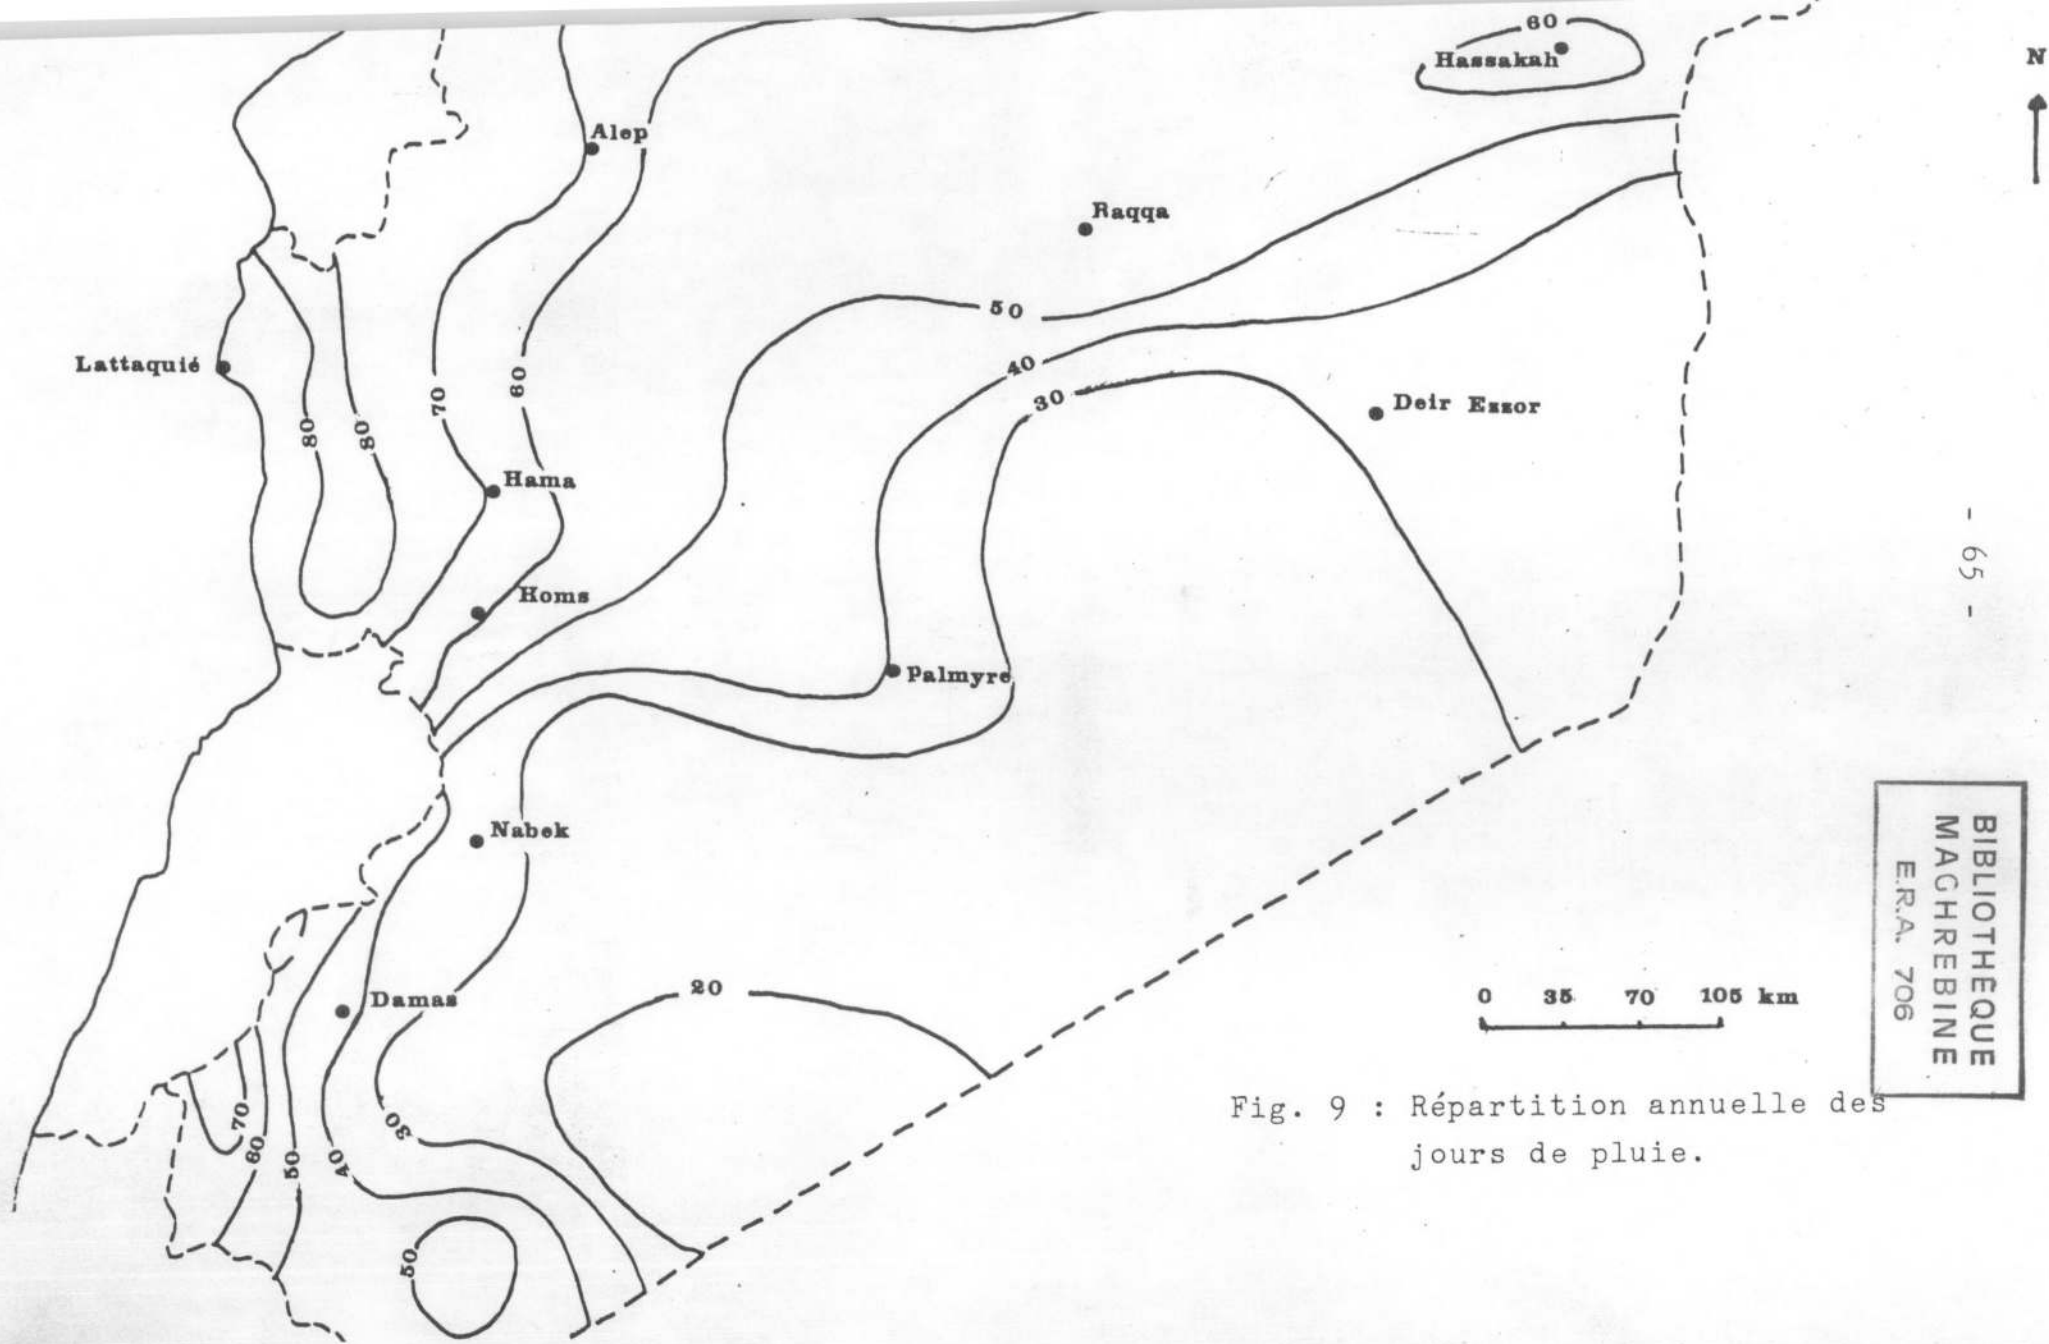 60
Hassakah
N
Alep
Raqqa
50
Lattaquié
40
60
70
30
Deir Ezzor
80
80
Hama
Homs
Palmyre
- 65 -
Nabek
BIBLIOTHEQUE
MAGHREBINE
E.R.A. 706
20
Damas
0 35 70 105 km
Fig. 9 : Répartition annuelle des
jours de pluie.
70
60
50
40
30
50